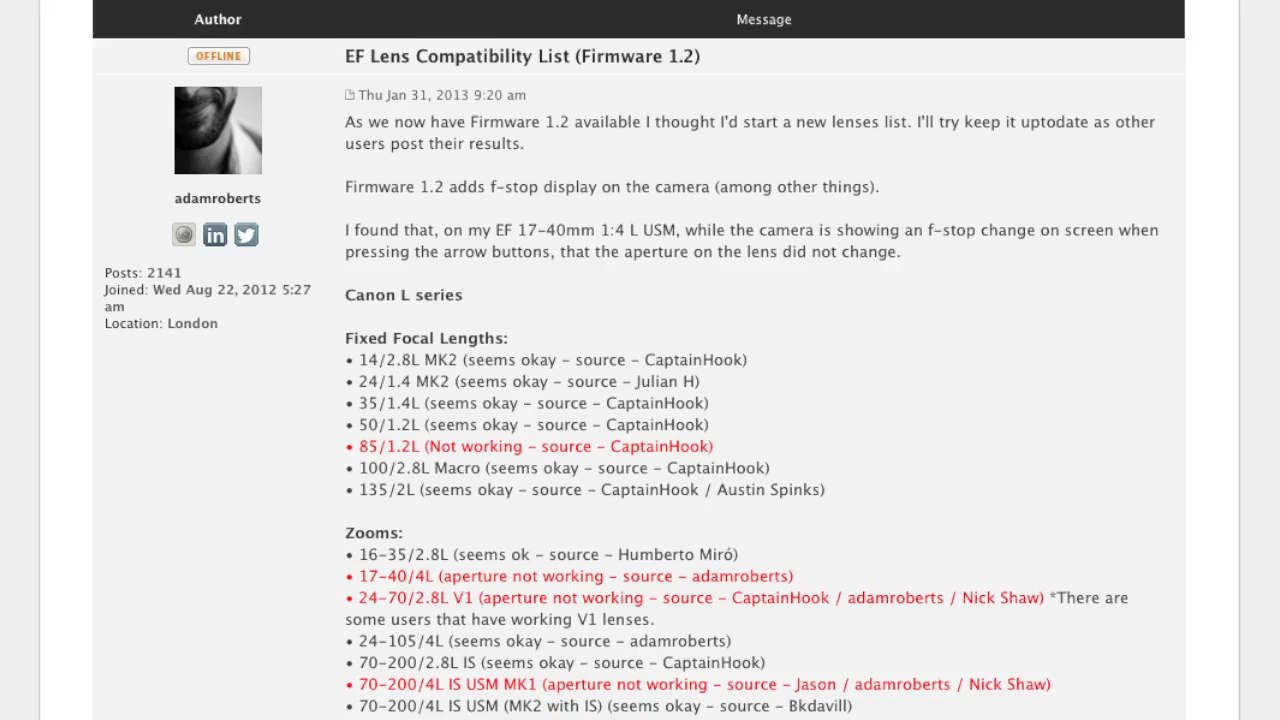 Author Message
OFFLINE EF Lens Compatibility List (Firmware 1.2)
Thu Jan 31, 2013 9:20 am
As we now have Firmware 1.2 available I thought I'd start a new lenses list. I'll try keep it uptodate as other
users post their results.
adamroberts
Posts: 2141
Joined: Wed Aug 22, 2012 5:27
am
Location: London
Firmware 1.2 adds f-stop display on the camera (among other things).
I found that, on my EF 17-40mm 1:4 L USM, while the camera is showing an f-stop change on screen when
pressing the arrow buttons, that the aperture on the lens did not change.
Canon L series
Fixed Focal Lengths:
• 14/2.8L MK2 (seems okay - source - CaptainHook)
• 24/1.4 MK2 (seems okay - source - Julian H)
• 35/1.4L (seems okay - source - CaptainHook)
• 50/1.2L (seems okay - source - CaptainHook)
• 85/1.2L (Not working - source - CaptainHook)
• 100/2.8L Macro (seems okay - source - CaptainHook)
• 135/2L (seems okay - source - CaptainHook / Austin Spinks)
Zooms:
• 16-35/2.8L (seems ok - source - Humberto Miró)
• 17-40/4L (aperture not working - source - adamroberts)
• 24-70/2.8L V1 (aperture not working - source - CaptainHook / adamroberts / Nick Shaw) *There are
some users that have working V1 lenses.
• 24-105/4L (seems okay - source - adamroberts)
• 70-200/2.8L IS (seems okay - source - CaptainHook)
• 70-200/4L IS USM MK1 (aperture not working - source - Jason / adamroberts / Nick Shaw)
• 70-200/4L IS USM (MK2 with IS) (seems okay - source - Bkdavill)